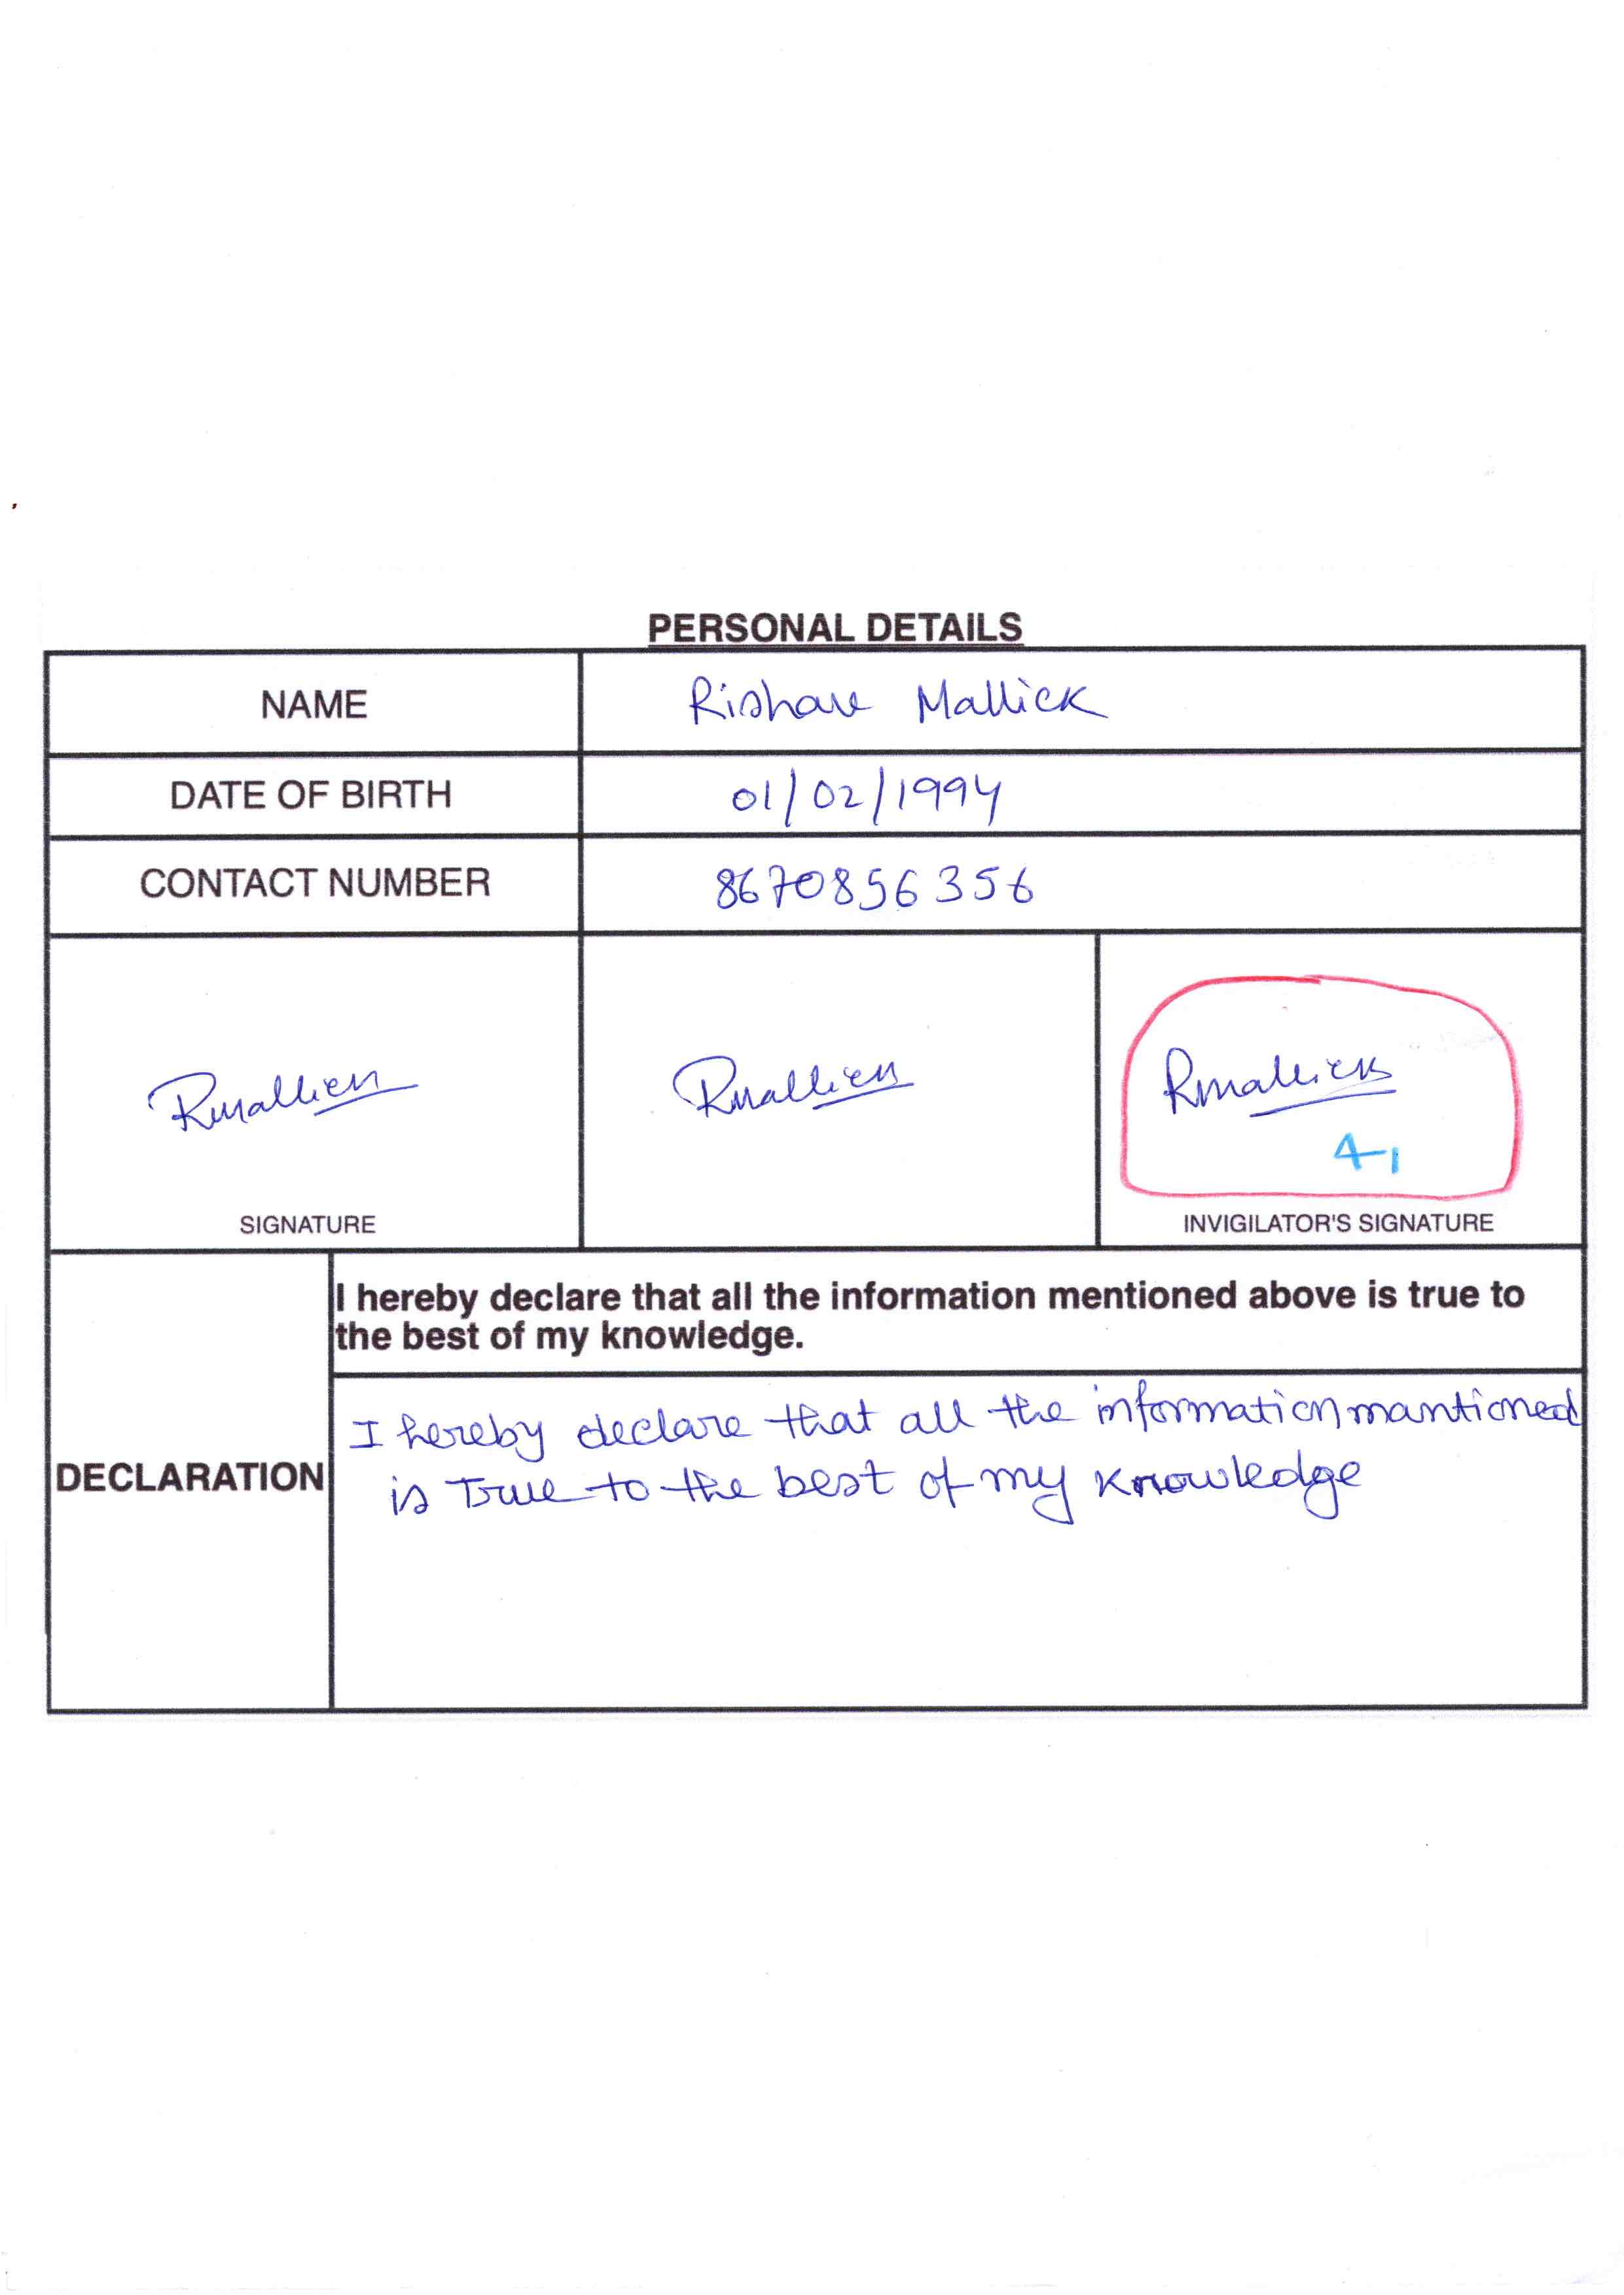 PERSONAL DETAILS
NAME Rishav Mallick
DATE OF BIRTH 01/02/1994
CONTACT NUMBER 8670856356
Rmallick Rmallick Rmallick
41
SIGNATURE INVIGILATOR'S SIGNATURE
I hereby declare that all the information mentioned above is true to
the best of my knowledge.
I hereby declare that all the information mantioned
DECLARATION is True to the best of my knowledge